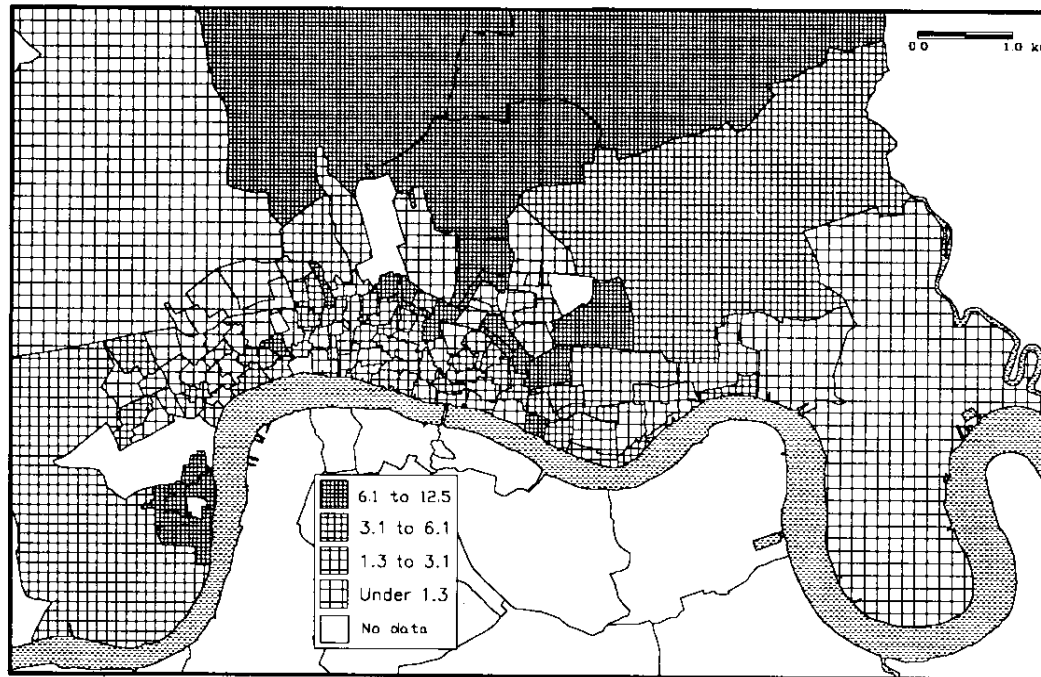 0.0 1.0 k
6.1 to 12.5
3.1 to 6.1
1.3 to 3.1
Under 1.3
No data